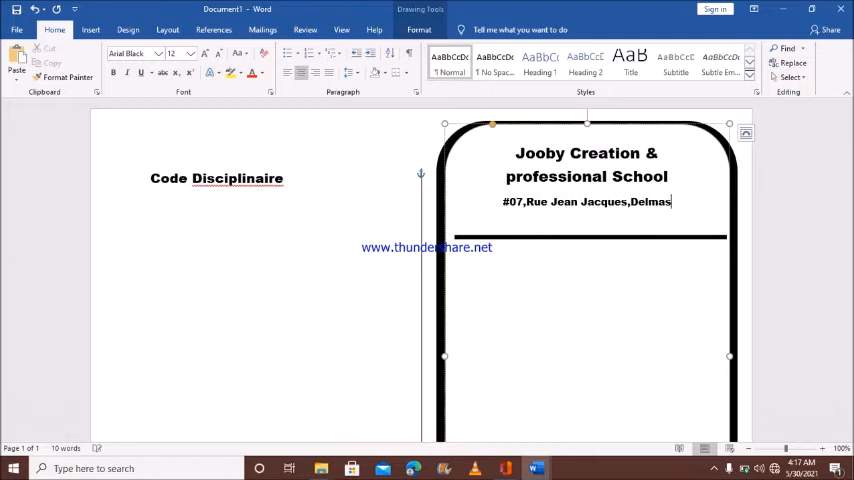 Document1 - Word
Drawing Tools
Sign in
File
Home
Insert
Design
Layout
References
Mailings
Review
View
Help
Format
Tell me what you want to do
Share
Paste
Cut
Copy
Format Painter
Clipboard
Arial Black
12
Font
Paragraph
AaBbCcDc
¶ Normal
AaBbCcDc
¶ No Spac...
AaBbC
Heading 1
AaBbCcC
Heading 2
AaB
Title
AaBbCcC
Subtitle
AaBbCcDc
Subtle Em...
Styles
Find
Replace
Select
Editing
Code Disciplinaire
Jooby Creation &
professional School
#07,Rue Jean Jacques,Delmas
www.thundershare.net
Page 1 of 1
10 words
100%
Type here to search
4:17 AM
5/30/2021